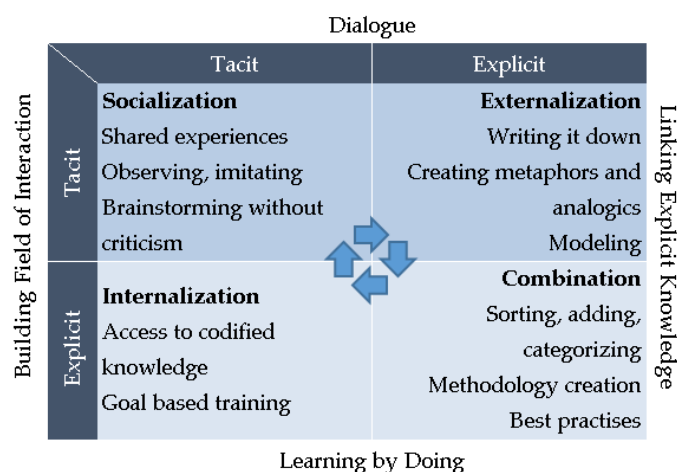 Dialogue
Tacit
Explicit
Building Field of Interaction
Tacit
Socialization
Shared experiences
Observing, imitating
Brainstorming without
criticism
Externalization
Writing it down
Creating metaphors and
analogics
Modeling
Linking Explicit Knowledge
Explicit
Internalization
Access to codified
knowledge
Goal based training
Combination
Sorting, adding,
categorizing
Methodology creation
Best practises
Learning by Doing